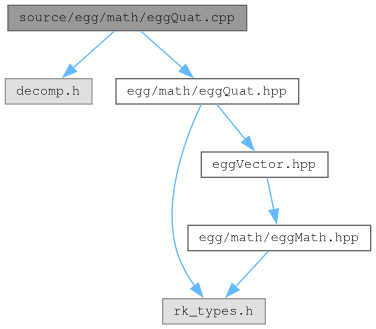 source/egg/math/eggQuat.cpp
decomp.h
egg/math/eggQuat.hpp
eggVector.hpp
egg/math/eggMath.hpp
rk_types.h